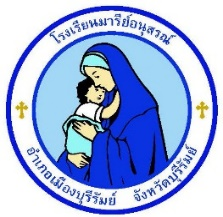 โรงเรียนมารีย์อนุสรณ์
อำเภอเมืองบุรีรัมย์ จังหวัดบุรีรัมย์